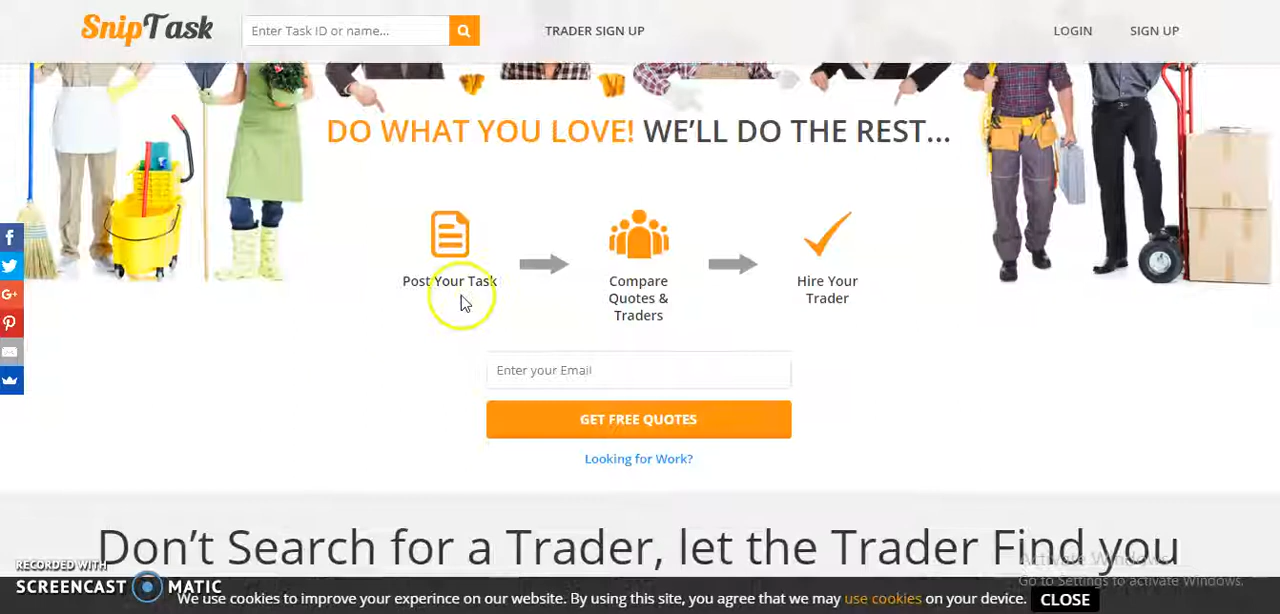 SnipTask
Enter Task ID or name...
TRADER SIGN UP
LOGIN
SIGN UP
DO WHAT YOU LOVE! WE'LL DO THE REST...
Post Your Task
Compare
Quotes &
Traders
Hire Your
Trader
Enter your Email
GET FREE QUOTES
Looking for Work?
Don't Search for a Trader, let the Trader Find you
Activate Windows
Go to Settings to activate Windows.
RECORDED WITH
SCREENCAST MATIC
We use cookies to improve your experince on our website. By using this site, you agree that we may use cookies on your device. CLOSE